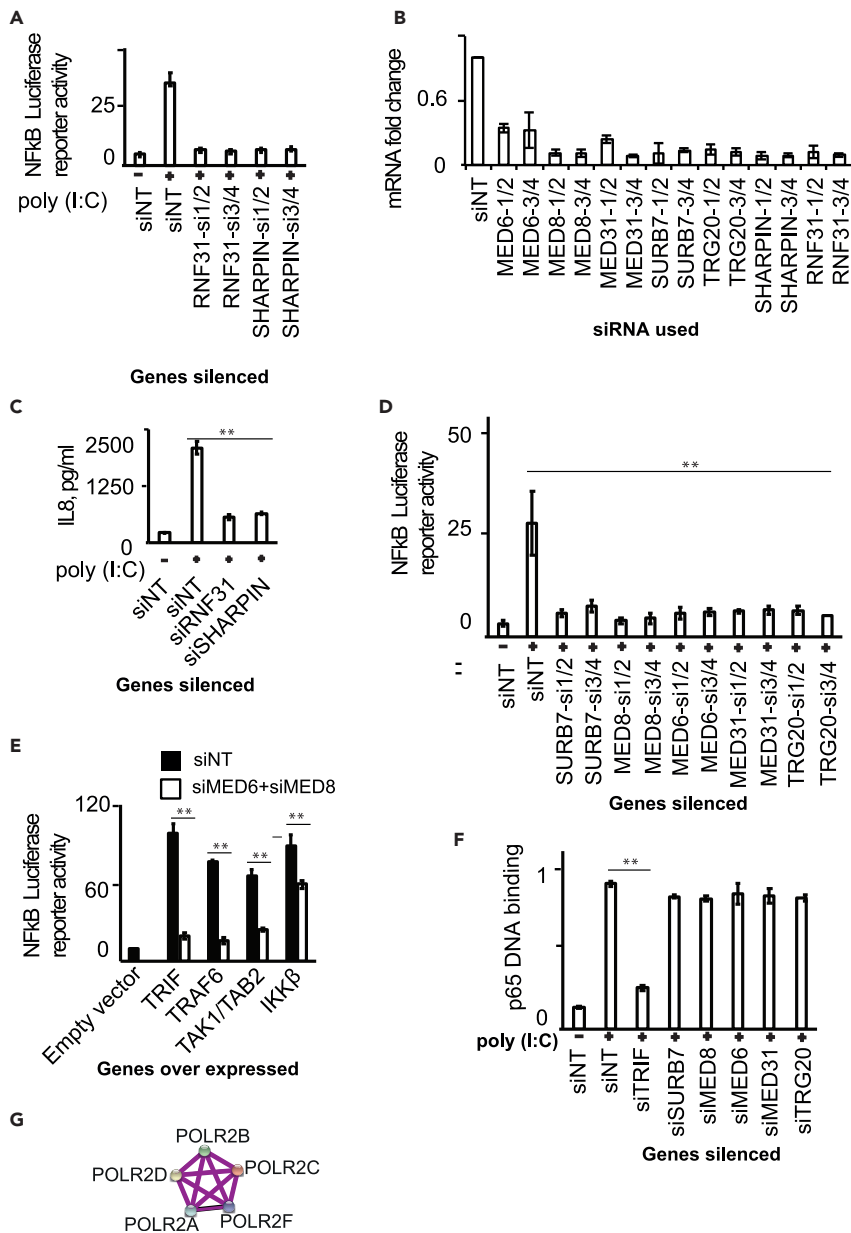 A
NFkB Luciferase
reporter activity
25
0
poly (I:C)
- + + + + +
siNT
siNT
RNF31-si1/2
RNF31-si3/4
SHARPIN-si1/2
SHARPIN-si3/4
Genes silenced
B
mRNA fold change
0.6
0
siNT
MED6-1/2
MED6-3/4
MED8-1/2
MED8-3/4
MED31-1/2
MED31-3/4
SURB7-1/2
SURB7-3/4
TRG20-1/2
TRG20-3/4
SHARPIN-1/2
SHARPIN-3/4
RNF31-1/2
RNF31-3/4
siRNA used
C
IL8, pg/ml
2500
1250
0
**
poly (I:C)
- + + +
siNT
siNT
siRNF31
siSHARPIN
Genes silenced
D
NFkB Luciferase
reporter activity
50
25
0
**
- + + + + + + + + + + +
siNT
siNT
SURB7-si1/2
SURB7-si3/4
MED8-si1/2
MED8-si3/4
MED6-si1/2
MED6-si3/4
MED31-si1/2
MED31-si3/4
TRG20-si1/2
TRG20-si3/4
Genes silenced
E
siNT
siMED6+siMED8
NFkB Luciferase
reporter activity
120
60
0
** ** ** **
Empty vector
TRIF
TRAF6
TAK1/TAB2
IKKβ
Genes over expressed
F
p65 DNA binding
1
0
**
poly (I:C)
- + + + + + + +
siNT
siNT
siTRIF
siSURB7
siMED8
siMED6
siMED31
siTRG20
Genes silenced
G
POLR2B
POLR2D
POLR2C
POLR2A
POLR2F